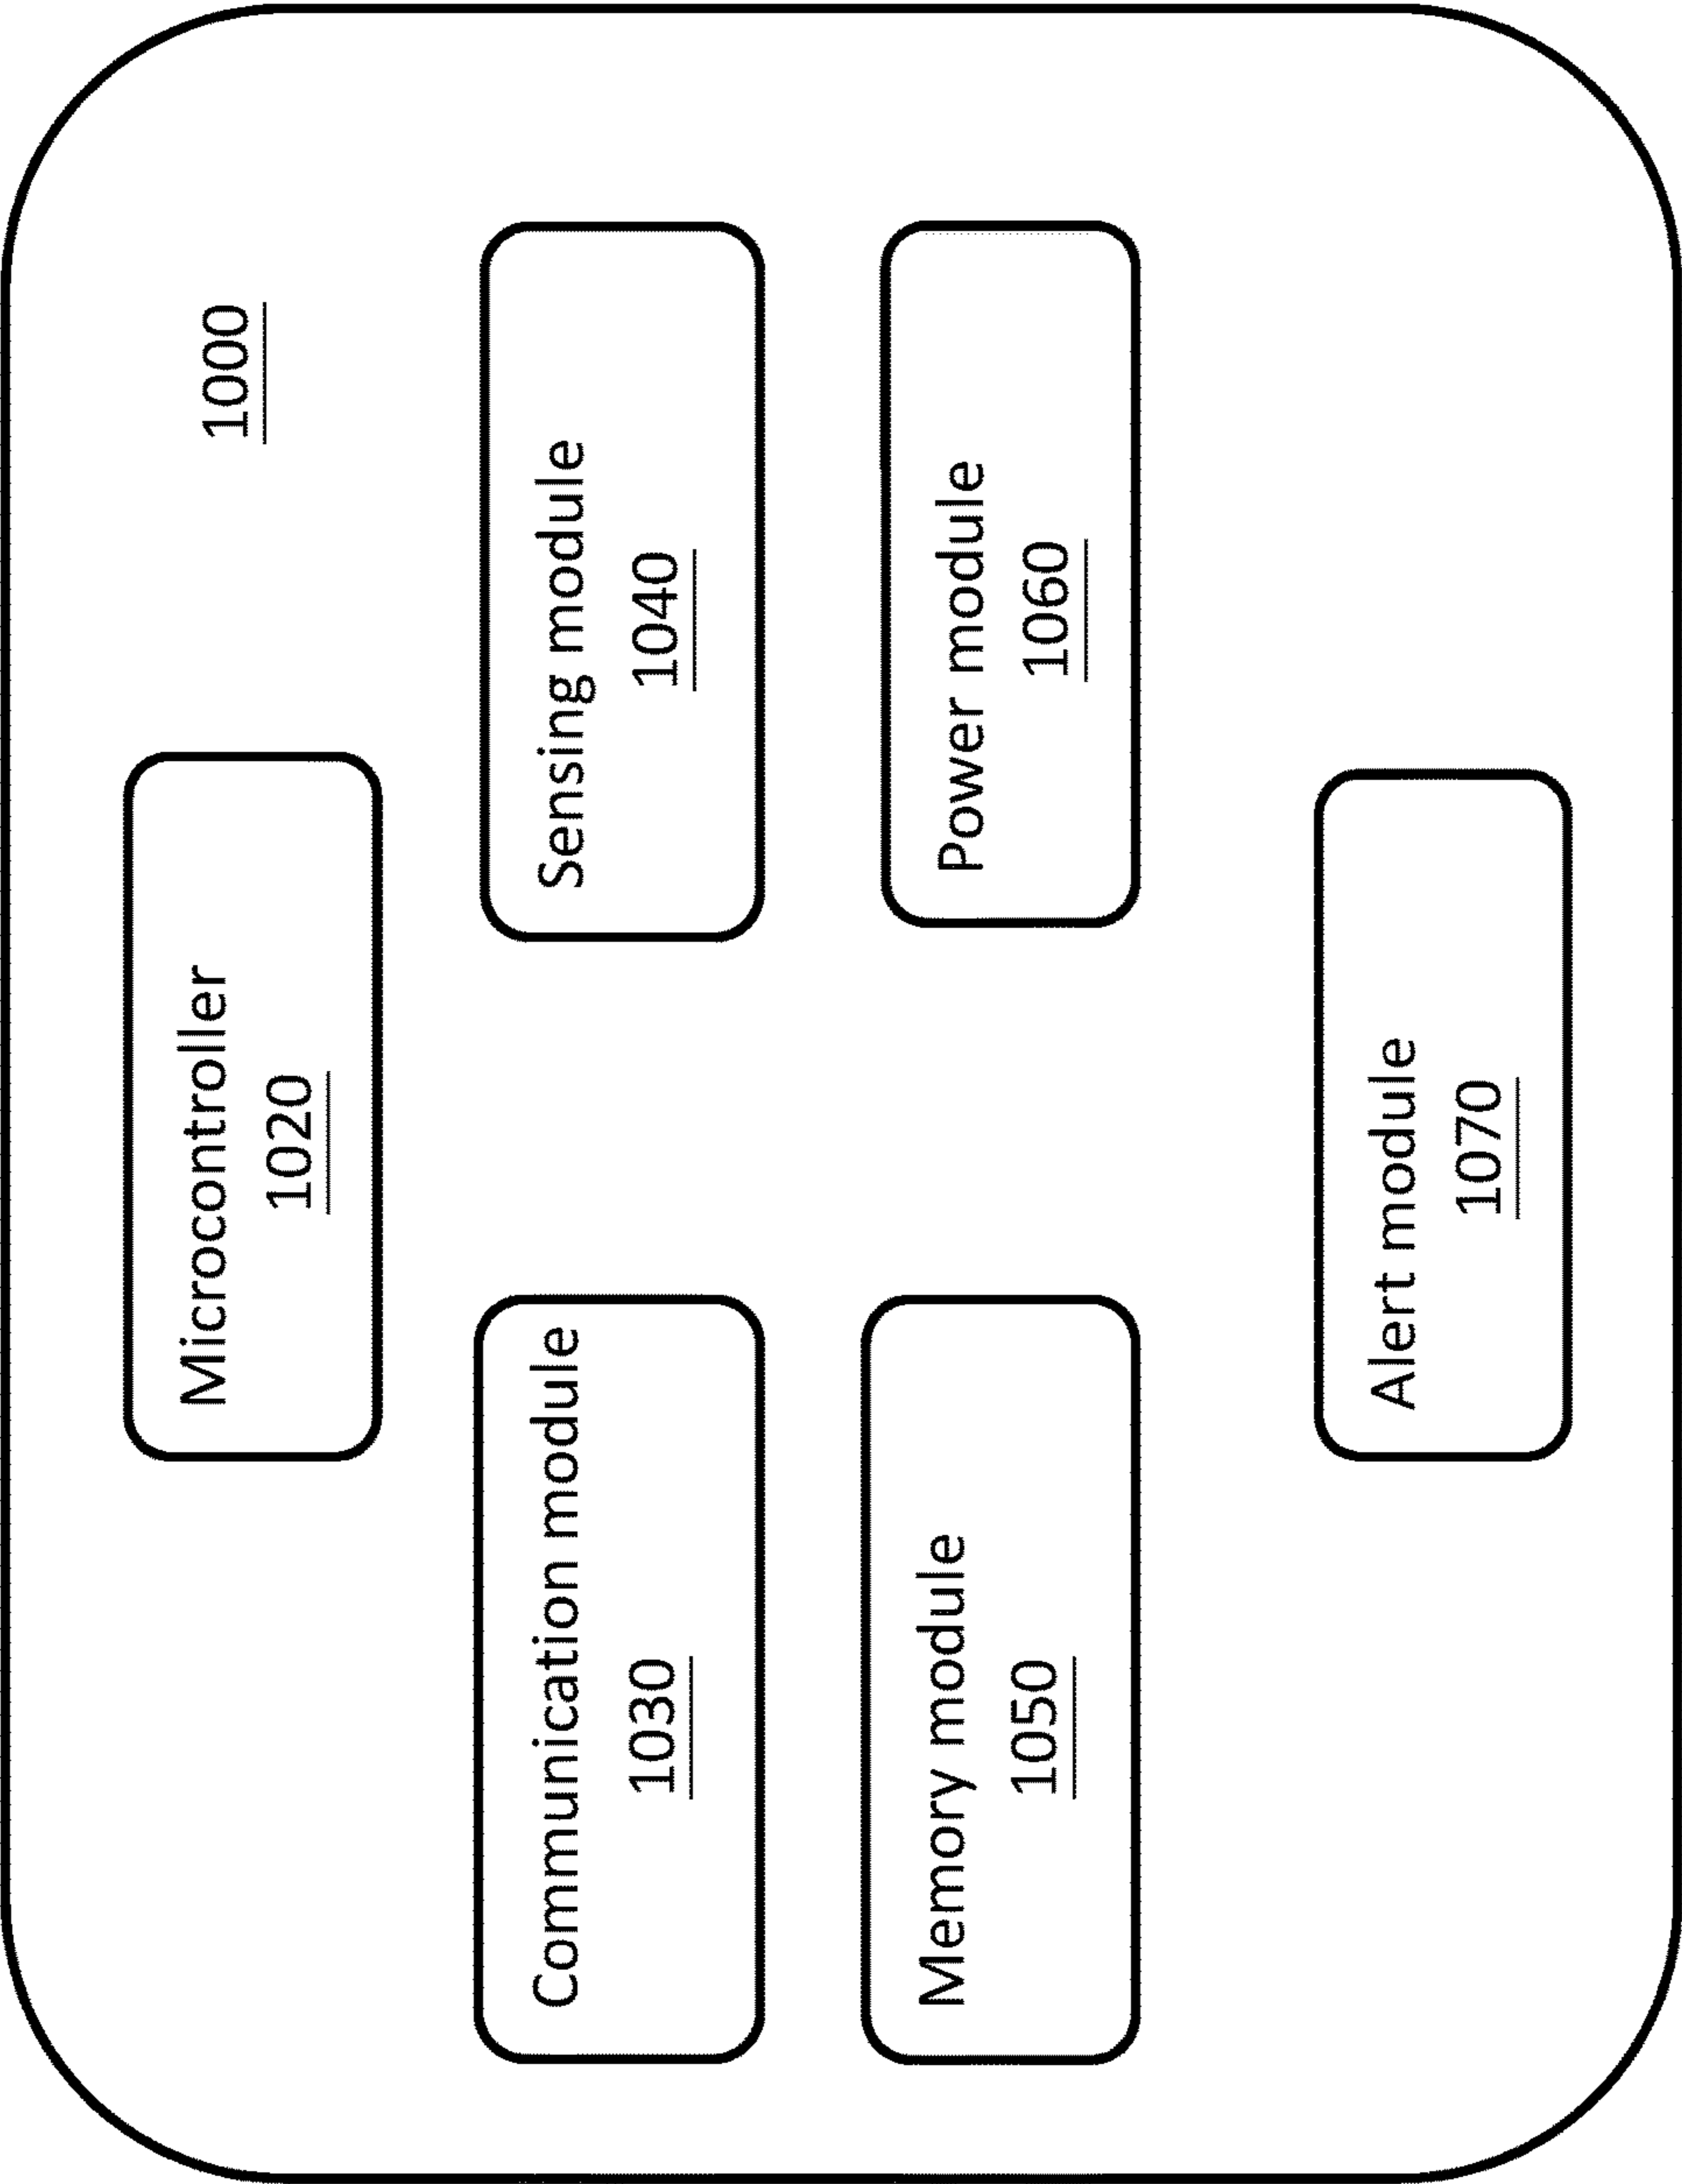 1000
Microcontroller
1020
Communication module
1030
Sensing module
1040
Memory module
1050
Power module
1060
Alert module
1070